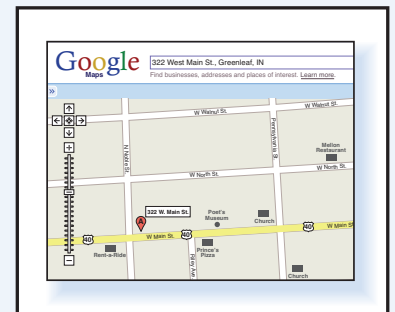 Google
Maps
322 West Main St., Greenleaf, IN
Find businesses, addresses and places of interest. Learn more.
»
W Walnut St.
W Walnut St.
N Noble St.
Pennsylvania St
Mellon
Restaurant
W North St.
W North St.
322 W. Main St.
A
Poet's
Museum
Church
40
W Main St.
40
40
W Main St
Rent-a-Ride
Prince's
Pizza
Riley Ave
Church